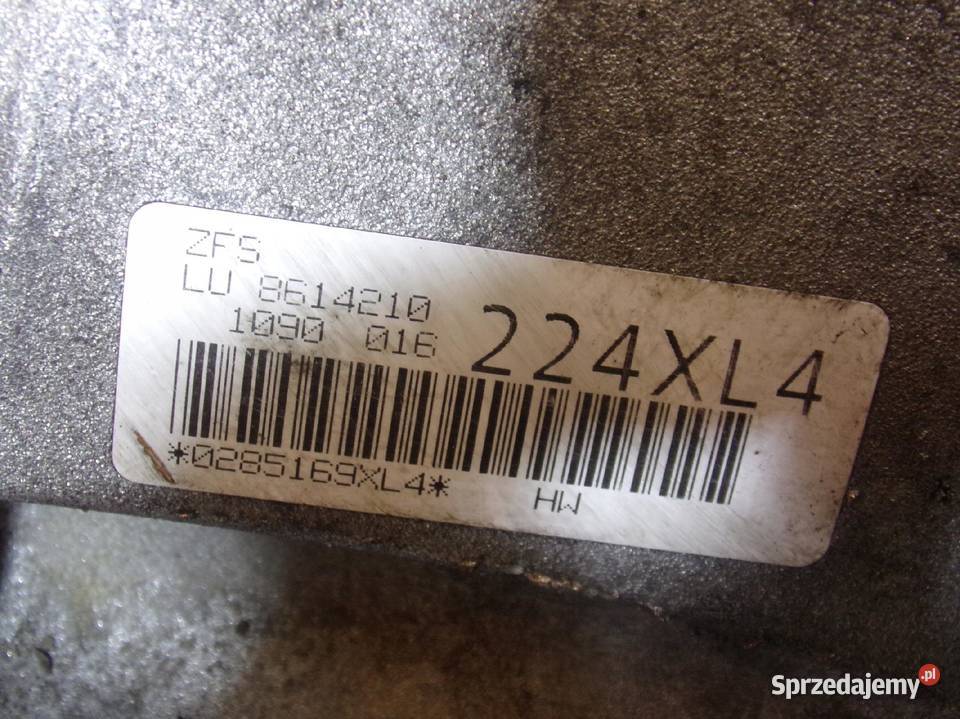 ZFS
LU 8614210
1090 016
224XL4
*0285169XL4*
HW
Sprzedajemy.pl